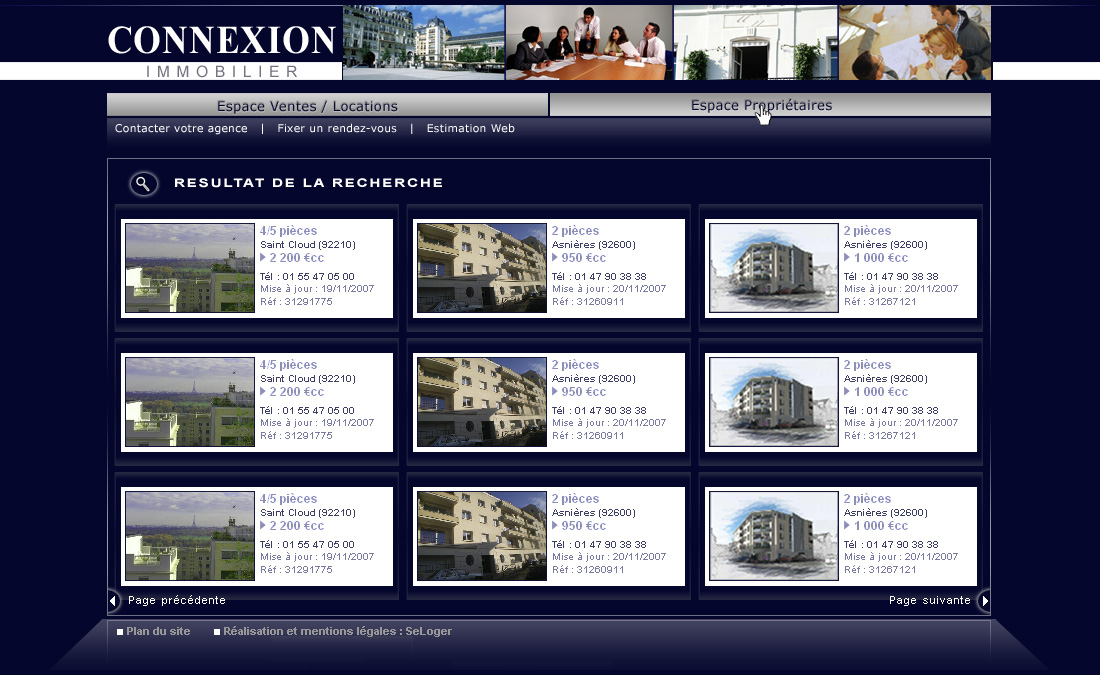 CONNEXION
IMMOBILIER
Espace Ventes / Locations
Espace Propriétaires
Contacter votre agence | Fixer un rendez-vous | Estimation Web
RESULTAT DE LA RECHERCHE
4/5 pièces
Saint Cloud (92210)
2 200 €cc
Tél : 01 55 47 05 00
Mise à jour : 19/11/2007
Réf : 31291775
2 pièces
Asnières (92600)
950 €cc
Tél : 01 47 90 38 38
Mise à jour : 20/11/2007
Réf : 31260911
2 pièces
Asnières (92600)
1 000 €cc
Tél : 01 47 90 38 38
Mise à jour : 20/11/2007
Réf : 31267121
4/5 pièces
Saint Cloud (92210)
2 200 €cc
Tél : 01 55 47 05 00
Mise à jour : 19/11/2007
Réf : 31291775
2 pièces
Asnières (92600)
950 €cc
Tél : 01 47 90 38 38
Mise à jour : 20/11/2007
Réf : 31260911
2 pièces
Asnières (92600)
1 000 €cc
Tél : 01 47 90 38 38
Mise à jour : 20/11/2007
Réf : 31267121
4/5 pièces
Saint Cloud (92210)
2 200 €cc
Tél : 01 55 47 05 00
Mise à jour : 19/11/2007
Réf : 31291775
2 pièces
Asnières (92600)
950 €cc
Tél : 01 47 90 38 38
Mise à jour : 20/11/2007
Réf : 31260911
2 pièces
Asnières (92600)
1 000 €cc
Tél : 01 47 90 38 38
Mise à jour : 20/11/2007
Réf : 31267121
Page précédente
Page suivante
Plan du site
Réalisation et mentions légales : SeLoger